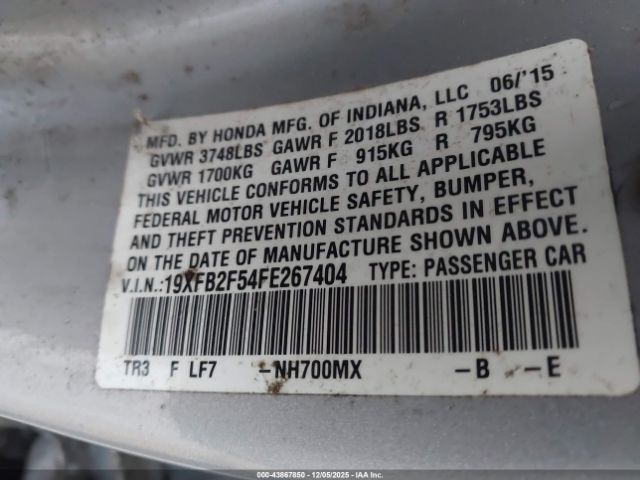 MFD. BY HONDA MFG. OF INDIANA, LLC 06/'15
GVWR 3748LBS GAWR F 2018LBS R 1753LBS
GVWR 1700KG GAWR F 915KG R 795KG
THIS VEHICLE CONFORMS TO ALL APPLICABLE
FEDERAL MOTOR VEHICLE SAFETY, BUMPER,
AND THEFT PREVENTION STANDARDS IN EFFECT
ON THE DATE OF MANUFACTURE SHOWN ABOVE.
V.I.N.:19XFB2F54FE267404 TYPE: PASSENGER CAR
TR3 F LF7 -NH700MX -B -E
© IAA - 43867850 - 12/05/2025 - IAAI.COM